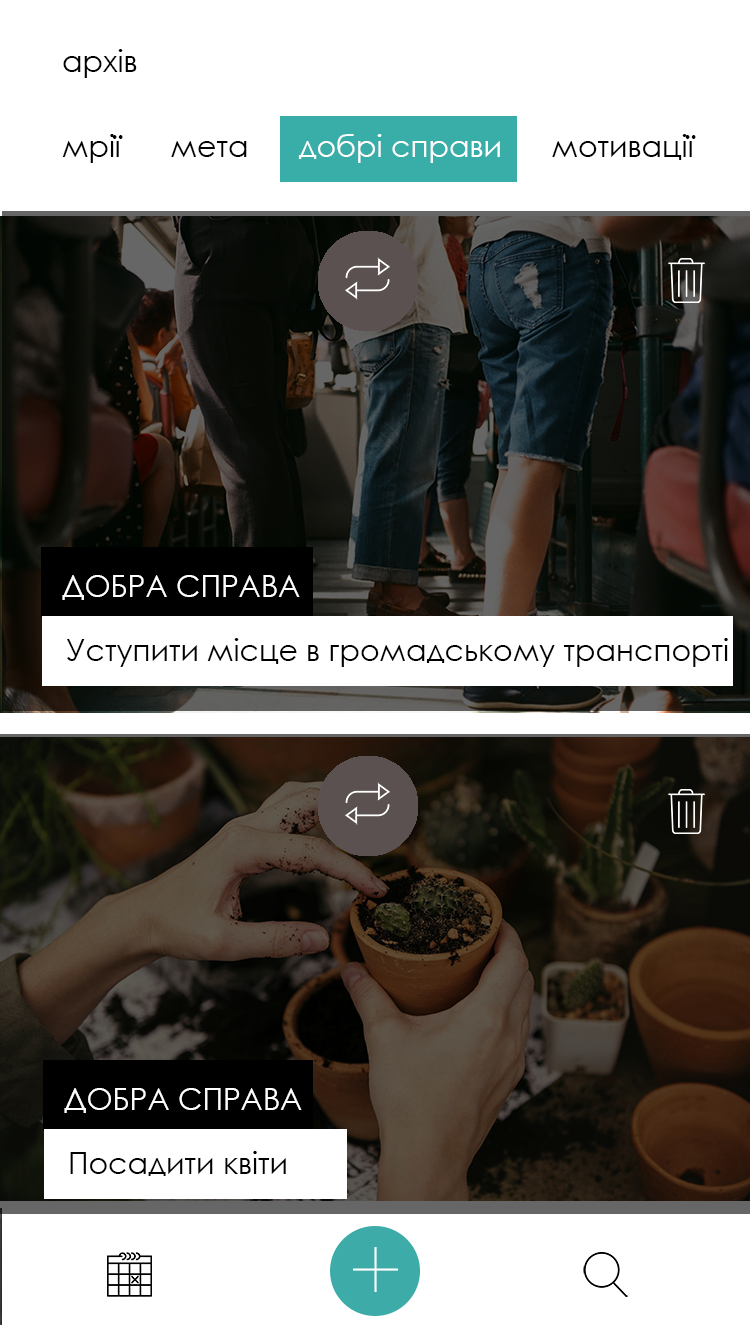 архів
мрії мета добрі справи мотивації
ДОБРА СПРАВА
Уступити місце в громадському транспорті
ДОБРА СПРАВА
Посадити квіти